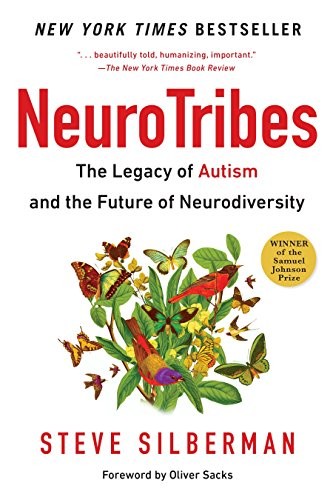 NEW YORK TIMES BESTSELLER
". . . beautifully told, humanizing, important."
—The New York Times Book Review
NeuroTribes
The Legacy of Autism
and the Future of Neurodiversity
WINNER
of the
Samuel
Johnson
Prize
STEVE SILBERMAN
Foreword by Oliver Sacks